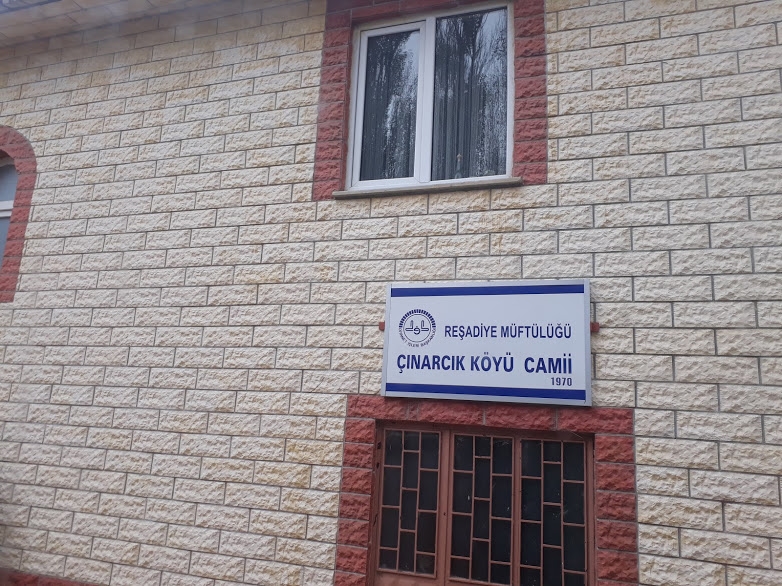 REŞADİYE MÜFTÜLÜĞÜ
ÇINARCIK KÖYÜ CAMİİ
1970